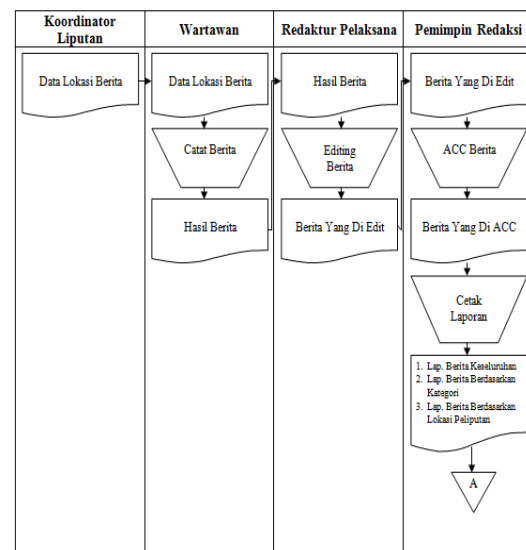 Koordinator
Liputan
Wartawan
Redaktur Pelaksana
Pemimpin Redaksi
Data Lokasi Berita
Data Lokasi Berita
Hasil Berita
Berita Yang Di Edit
Catat Berita
Editing
Berita
ACC Berita
Hasil Berita
Berita Yang Di Edit
Berita Yang Di ACC
Cetak
Laporan
1. Lap. Berita Keseluruhan
2. Lap. Berita Berdasarkan
Kategori
3. Lap. Berita Berdasarkan
Lokasi Peliputan
A